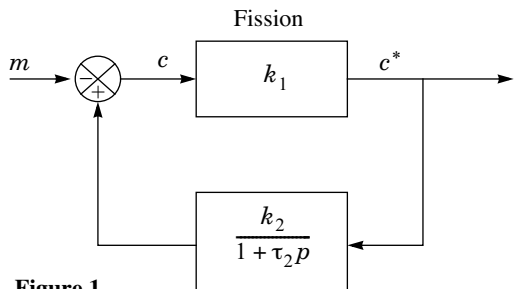 Fission
m
−
+
c
k₁
c*
k₂
1 + τ₂p
Figure 1